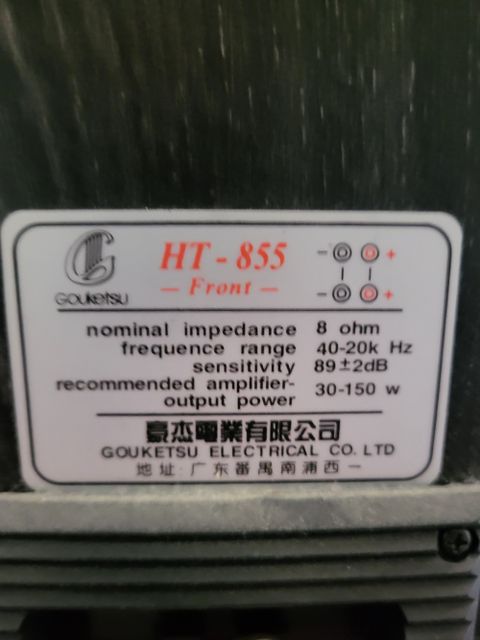 GOUKETSU
HT - 855
— Front —
- +
- +
nominal impedance 8 ohm
frequence range 40-20k Hz
sensitivity 89±2dB
recommended amplifier-
output power 30-150 w
豪杰電業有限公司
GOUKETSU ELECTRICAL CO. LTD
地址：广东番禺南浦西一